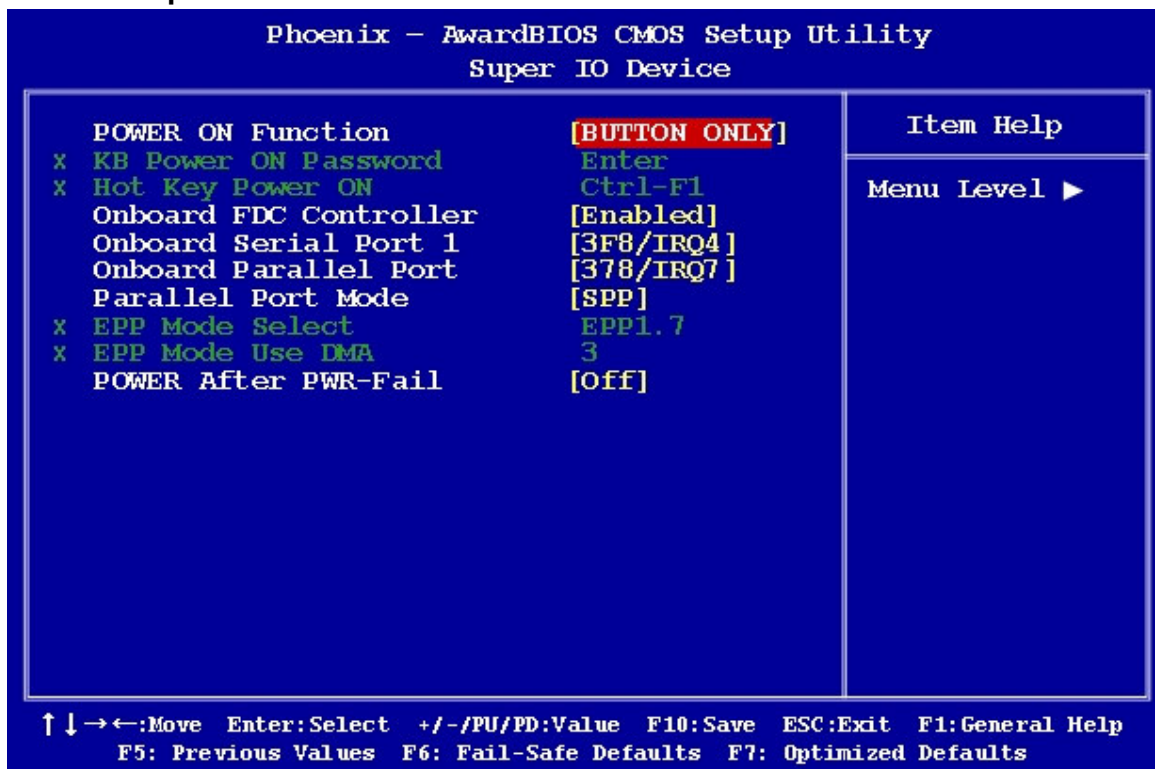 Phoenix – AwardBIOS CMOS Setup Utility
Super IO Device
POWER ON Function [BUTTON ONLY]
x KB Power ON Password Enter
x Hot Key Power ON Ctrl-F1
Onboard FDC Controller [Enabled]
Onboard Serial Port 1 [3F8/IRQ4]
Onboard Parallel Port [378/IRQ7]
Parallel Port Mode [SPP]
x EPP Mode Select EPP1.7
x EPP Mode Use DMA 3
POWER After PWR-Fail [Off]
Item Help
Menu Level ▶
↑↓→←:Move Enter:Select +/-/PU/PD:Value F10:Save ESC:Exit F1:General Help
F5: Previous Values F6: Fail-Safe Defaults F7: Optimized Defaults